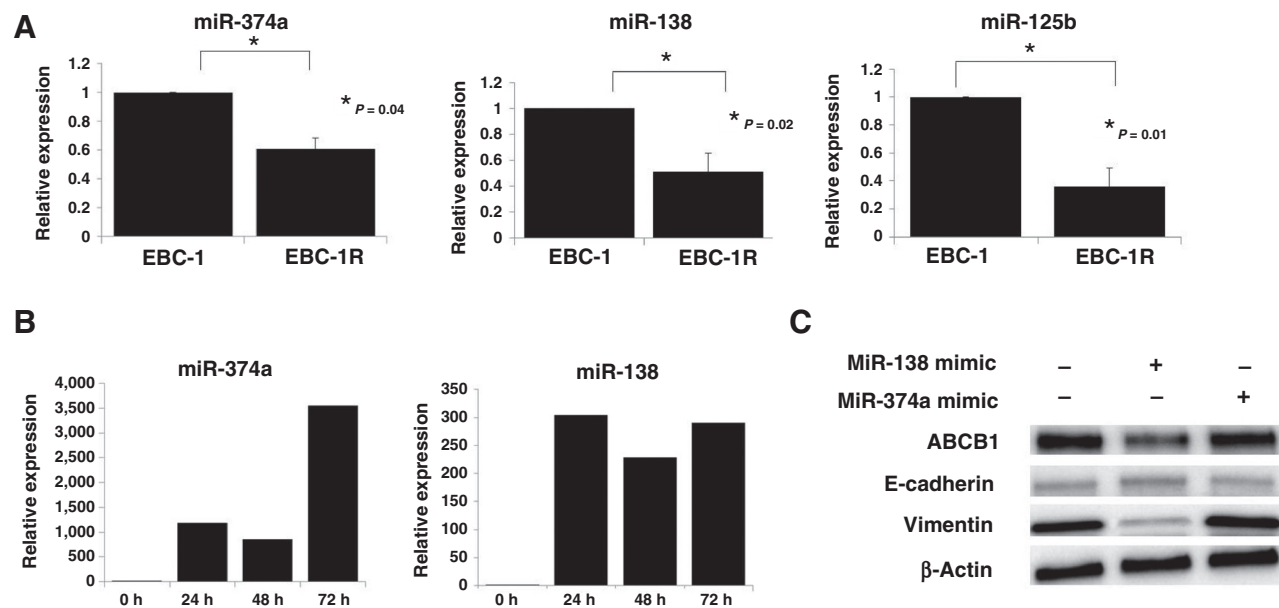 A
miR-374a
*
Relative expression
1.2
1
0.8
0.6
0.4
0.2
0
* P = 0.04
EBC-1
EBC-1R
miR-138
*
Relative expression
1.2
1
0.8
0.6
0.4
0.2
0
* P = 0.02
EBC-1
EBC-1R
miR-125b
*
Relative expression
1.2
1
0.8
0.6
0.4
0.2
0
* P = 0.01
EBC-1
EBC-1R
B
miR-374a
Relative expression
4,000
3,500
3,000
2,500
2,000
1,500
1,000
500
0
0 h 24 h 48 h 72 h
miR-138
Relative expression
350
300
250
200
150
100
50
0
0 h 24 h 48 h 72 h
C
MiR-138 mimic – + –
MiR-374a mimic – – +
ABCB1
E-cadherin
Vimentin
β-Actin